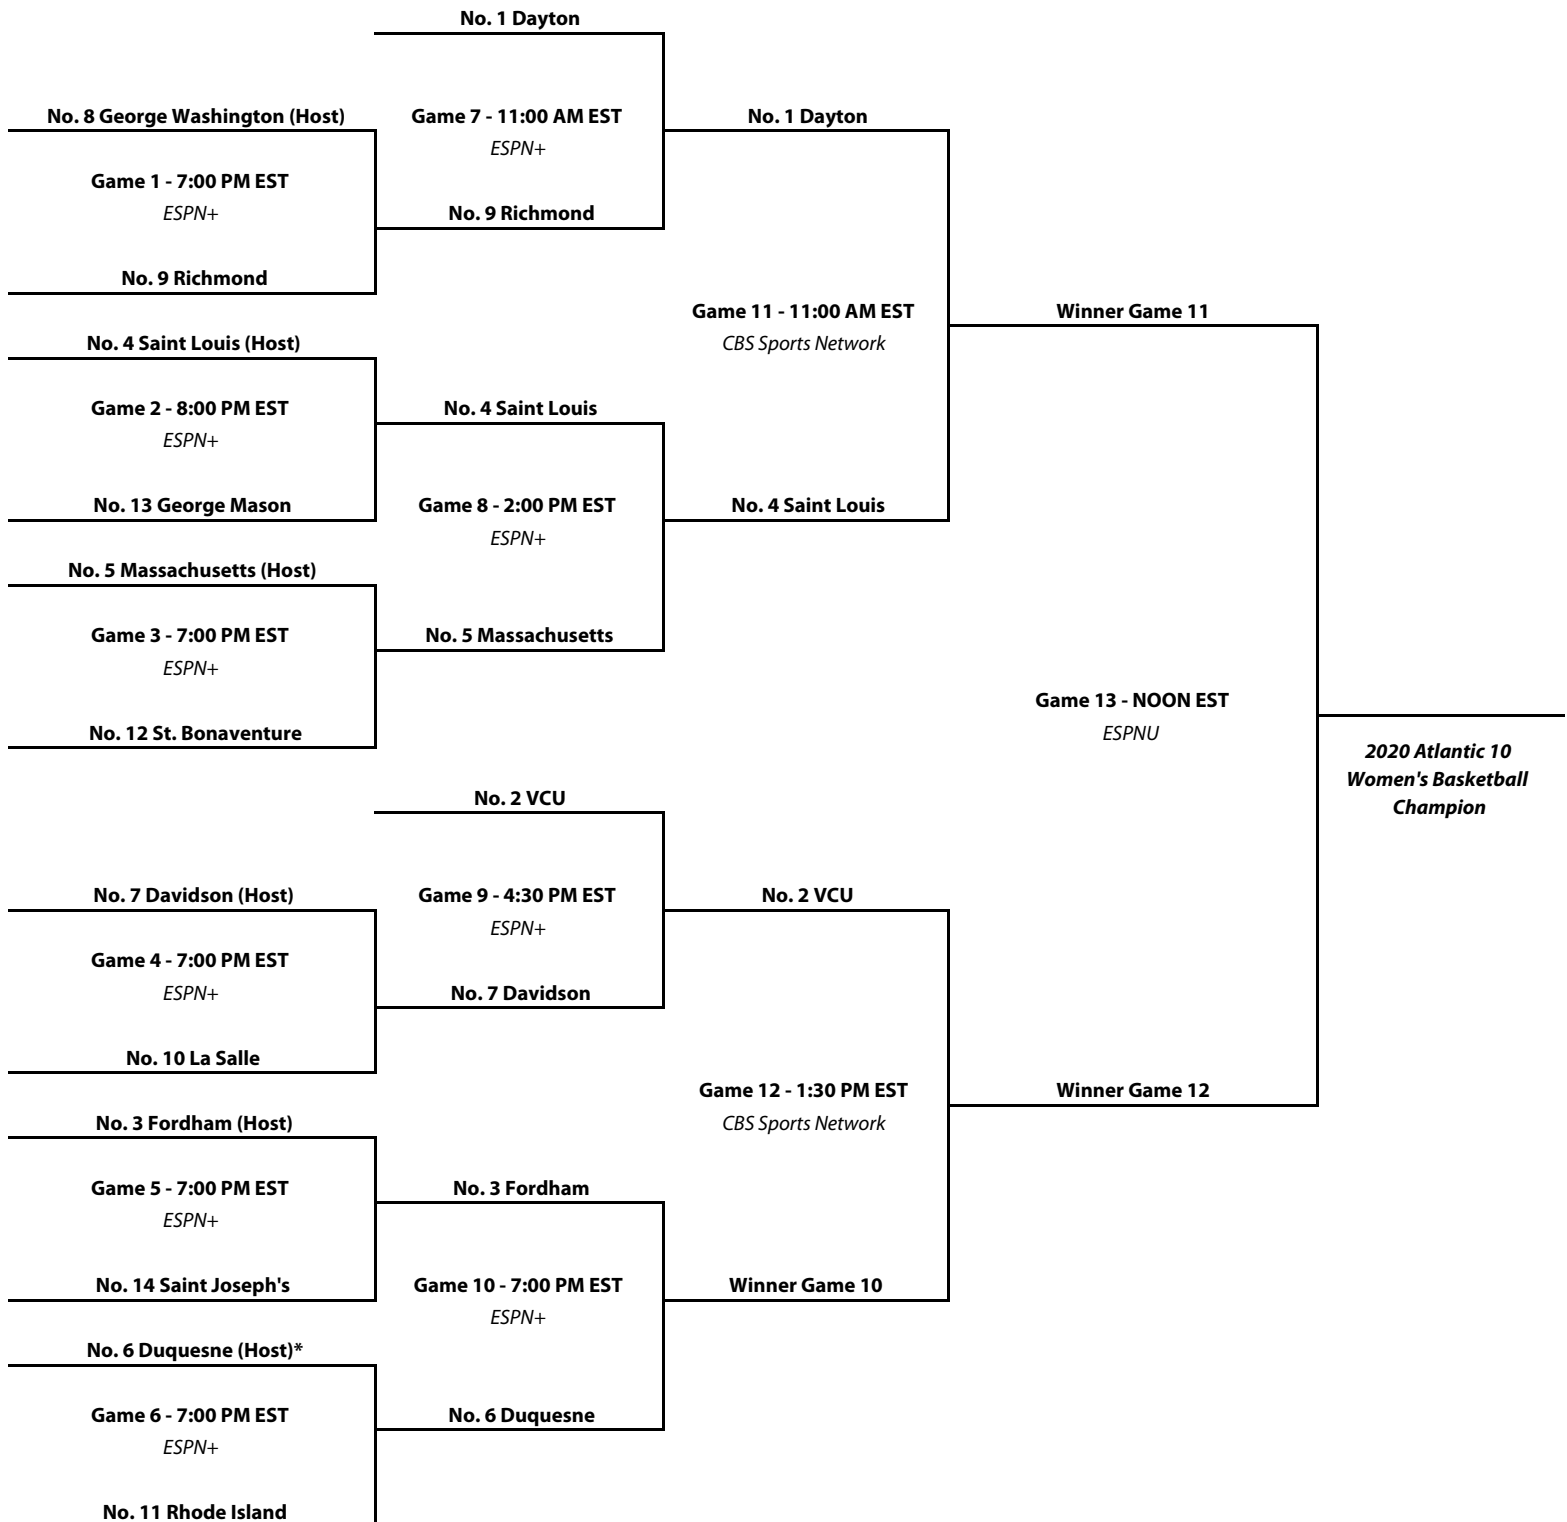 No. 1 Dayton
No. 8 George Washington (Host)
Game 7 - 11:00 AM EST
No. 1 Dayton
ESPN+
Game 1 - 7:00 PM EST
ESPN+
No. 9 Richmond
No. 9 Richmond
Game 11 - 11:00 AM EST
Winner Game 11
No. 4 Saint Louis (Host)
CBS Sports Network
Game 2 - 8:00 PM EST
No. 4 Saint Louis
ESPN+
No. 13 George Mason
Game 8 - 2:00 PM EST
No. 4 Saint Louis
ESPN+
No. 5 Massachusetts (Host)
Game 3 - 7:00 PM EST
No. 5 Massachusetts
ESPN+
Game 13 - NOON EST
No. 12 St. Bonaventure
ESPNU
2020 Atlantic 10
Women's Basketball
Champion
No. 2 VCU
No. 7 Davidson (Host)
Game 9 - 4:30 PM EST
No. 2 VCU
ESPN+
Game 4 - 7:00 PM EST
ESPN+
No. 7 Davidson
No. 10 La Salle
Game 12 - 1:30 PM EST
Winner Game 12
No. 3 Fordham (Host)
CBS Sports Network
Game 5 - 7:00 PM EST
No. 3 Fordham
ESPN+
No. 14 Saint Joseph's
Game 10 - 7:00 PM EST
Winner Game 10
ESPN+
No. 6 Duquesne (Host)*
Game 6 - 7:00 PM EST
No. 6 Duquesne
ESPN+
No. 11 Rhode Island